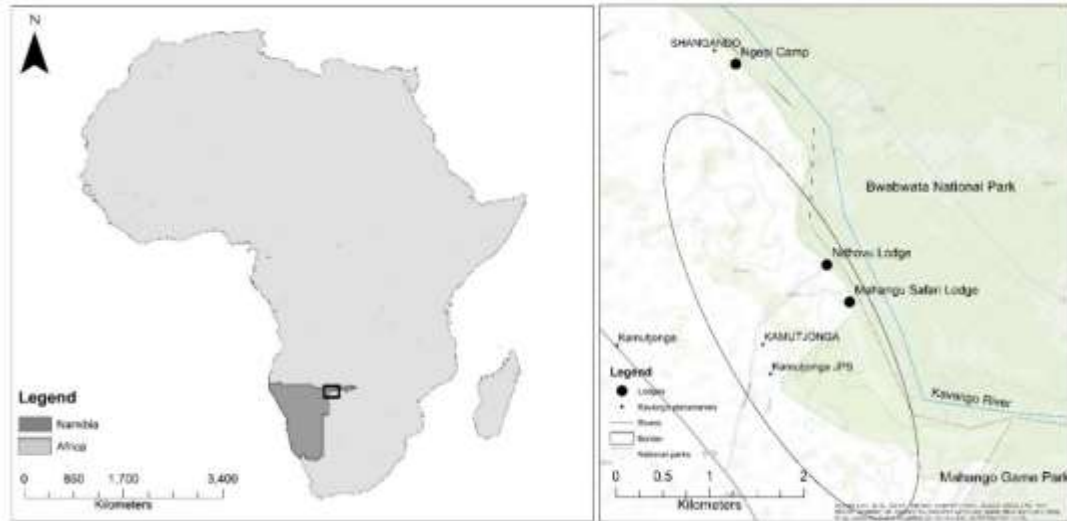 N
Legend
Namibia
Africa
0 850 1,700 3,400
Kilometers
SHANGANDO
Ngepi Camp
Bwabwata National Park
Ndhovu Lodge
Mahangu Safari Lodge
Kamutjonga
KAMUTJONGA
Kamutjonga JPS
Legend
Lodges
Rivers
Border
National parks
Kavango River
0 0.5 1 2
Kilometers
Mahango Game Park